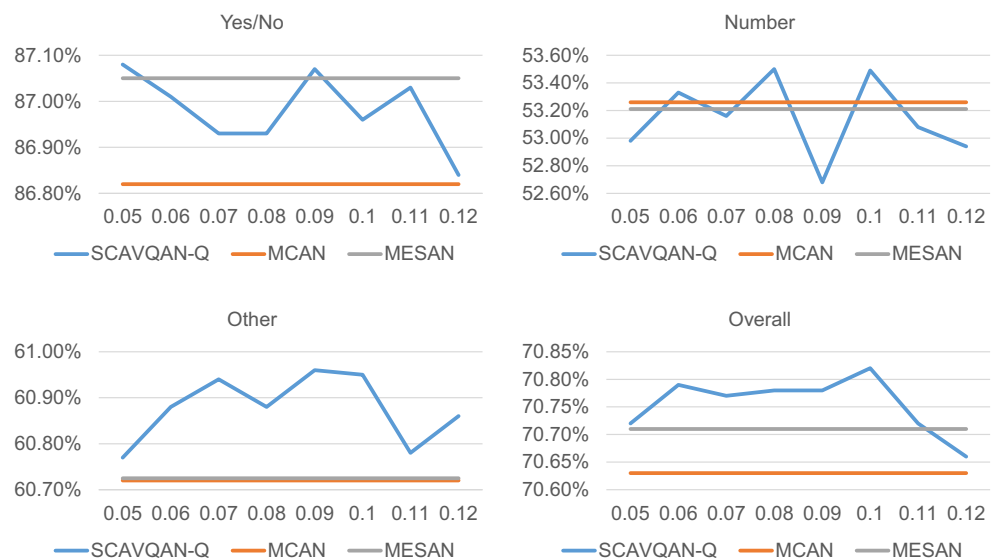 Yes/No
87.10%
87.00%
86.90%
86.80%
0.05 0.06 0.07 0.08 0.09 0.1 0.11 0.12
SCAVQAN-Q MCAN MESAN
Number
53.60%
53.40%
53.20%
53.00%
52.80%
52.60%
0.05 0.06 0.07 0.08 0.09 0.1 0.11 0.12
SCAVQAN-Q MCAN MESAN
Other
61.00%
60.90%
60.80%
60.70%
0.05 0.06 0.07 0.08 0.09 0.1 0.11 0.12
SCAVQAN-Q MCAN MESAN
Overall
70.85%
70.80%
70.75%
70.70%
70.65%
70.60%
0.05 0.06 0.07 0.08 0.09 0.1 0.11 0.12
SCAVQAN-Q MCAN MESAN